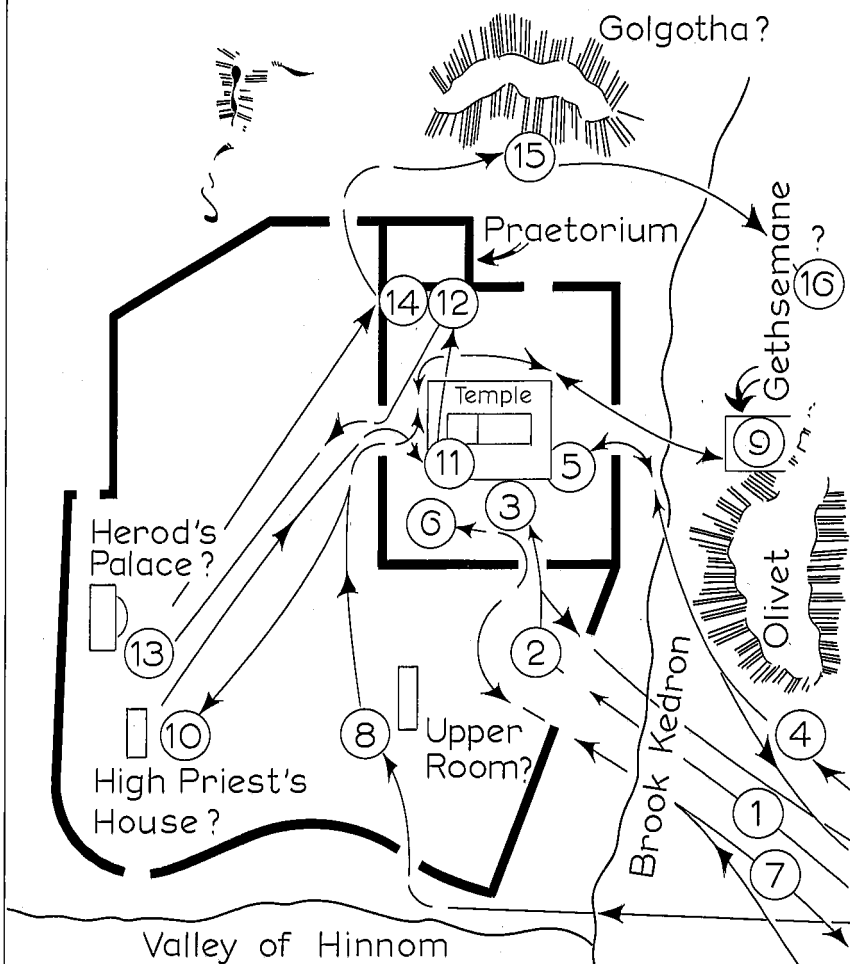 Golgotha?
15
Praetorium
Gethsemane ?
16
14
12
Temple
9
11
5
3
6
Herod's
Palace?
Olivet
13
2
10
8
Upper
Room?
4
High Priest's
House?
Brook Kedron
1
7
Valley of Hinnom